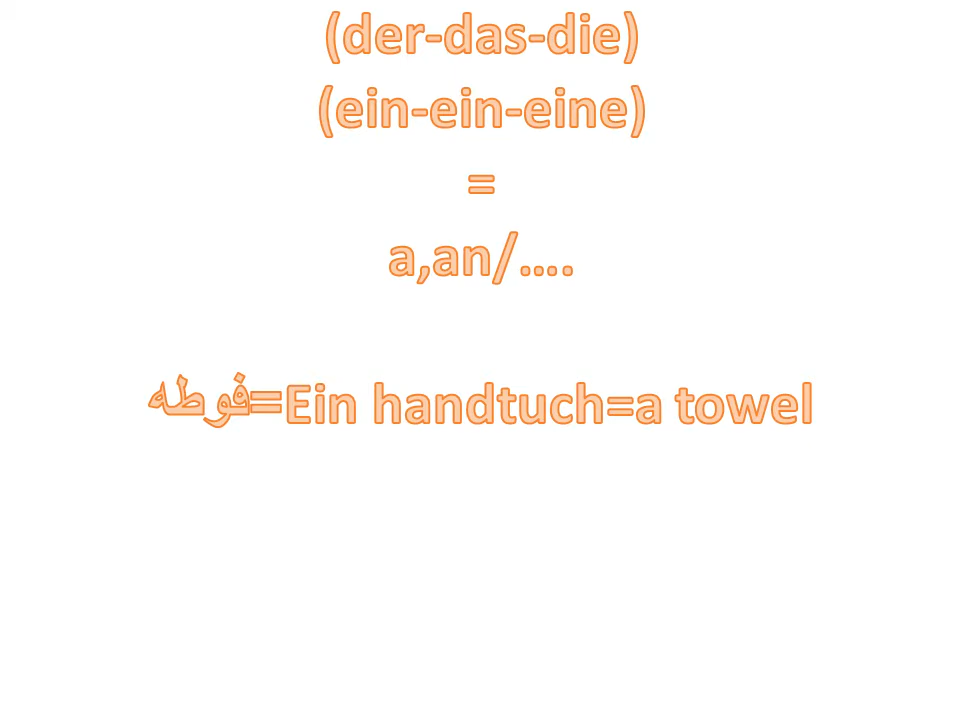 (der-das-die)
(ein-ein-eine)
=
a,an/….
فوطه=Ein handtuch=a towel